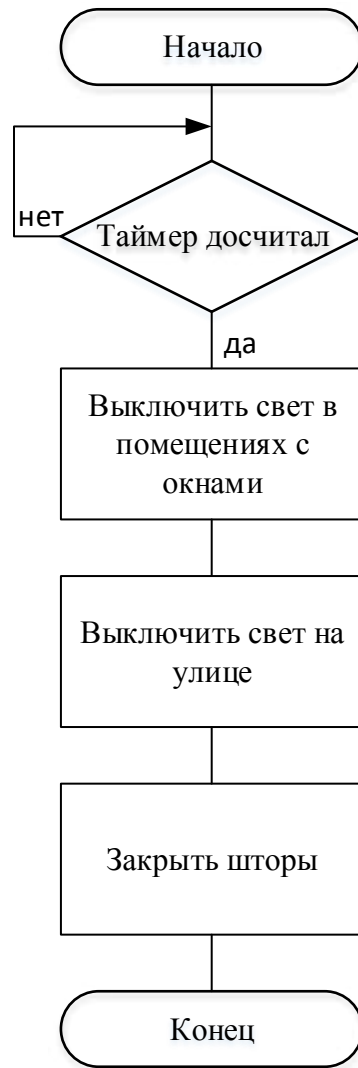 Начало
нет
Таймер досчитал
да
Выключить свет в
помещениях с
окнами
Выключить свет на
улице
Закрыть шторы
Конец